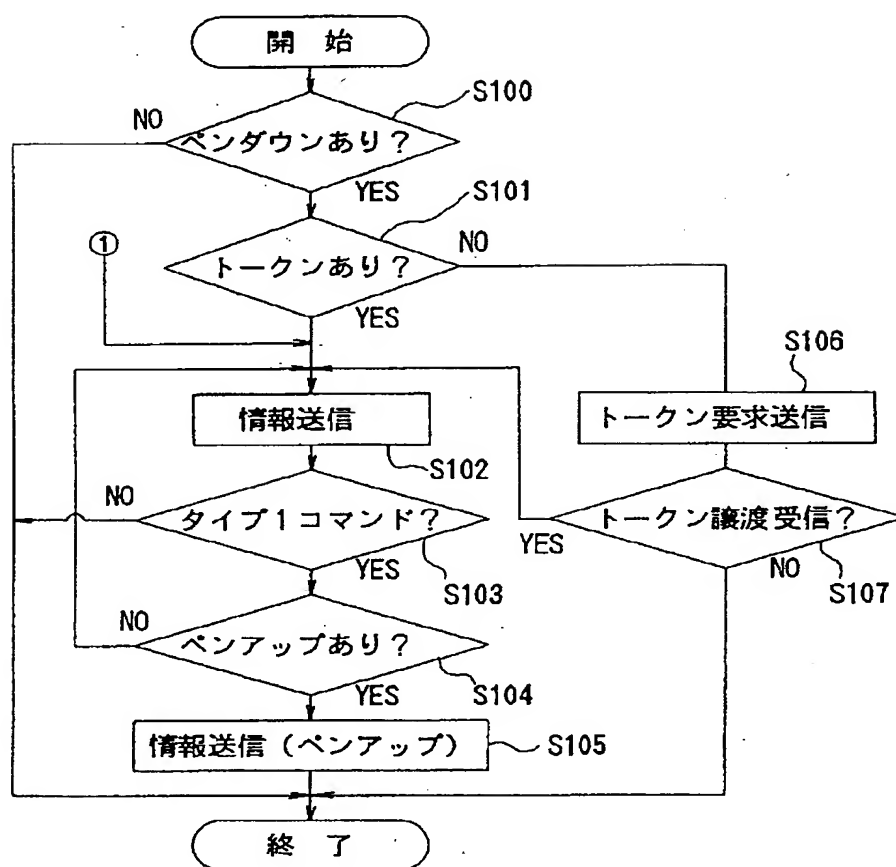 開 始
S100
NO
ペンダウンあり？
YES
S101
①
NO
トークンあり？
YES
S106
情報送信
トークン要求送信
S102
NO
タイプ1コマンド？
トークン譲渡受信？
YES
YES
S103
NO
S107
NO
ペンアップあり？
YES
S104
情報送信（ペンアップ）
S105
終 了